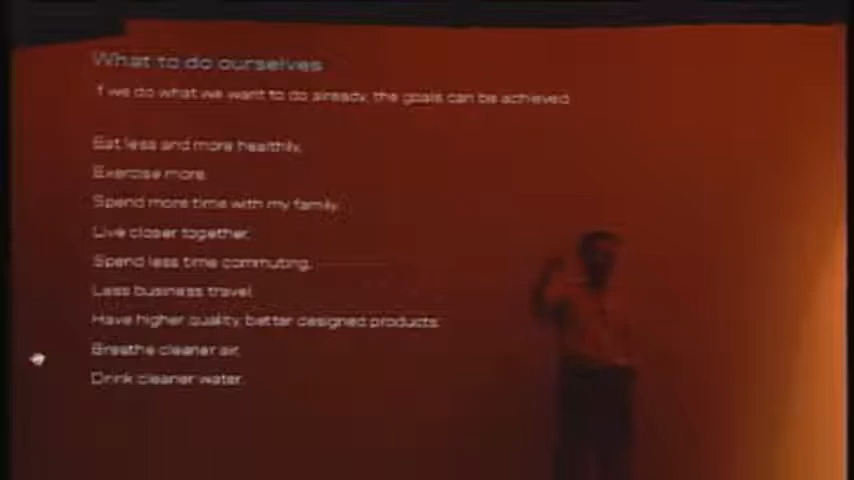 What to do ourselves
f we do what we want to do already, the goals can be achieved
Eat less and more healthily.
Exercise more.
Spend more time with my family.
Live closer together.
Spend less time commuting.
Less business travel.
Have higher quality, better designed products.
Breathe cleaner air.
Drink cleaner water.